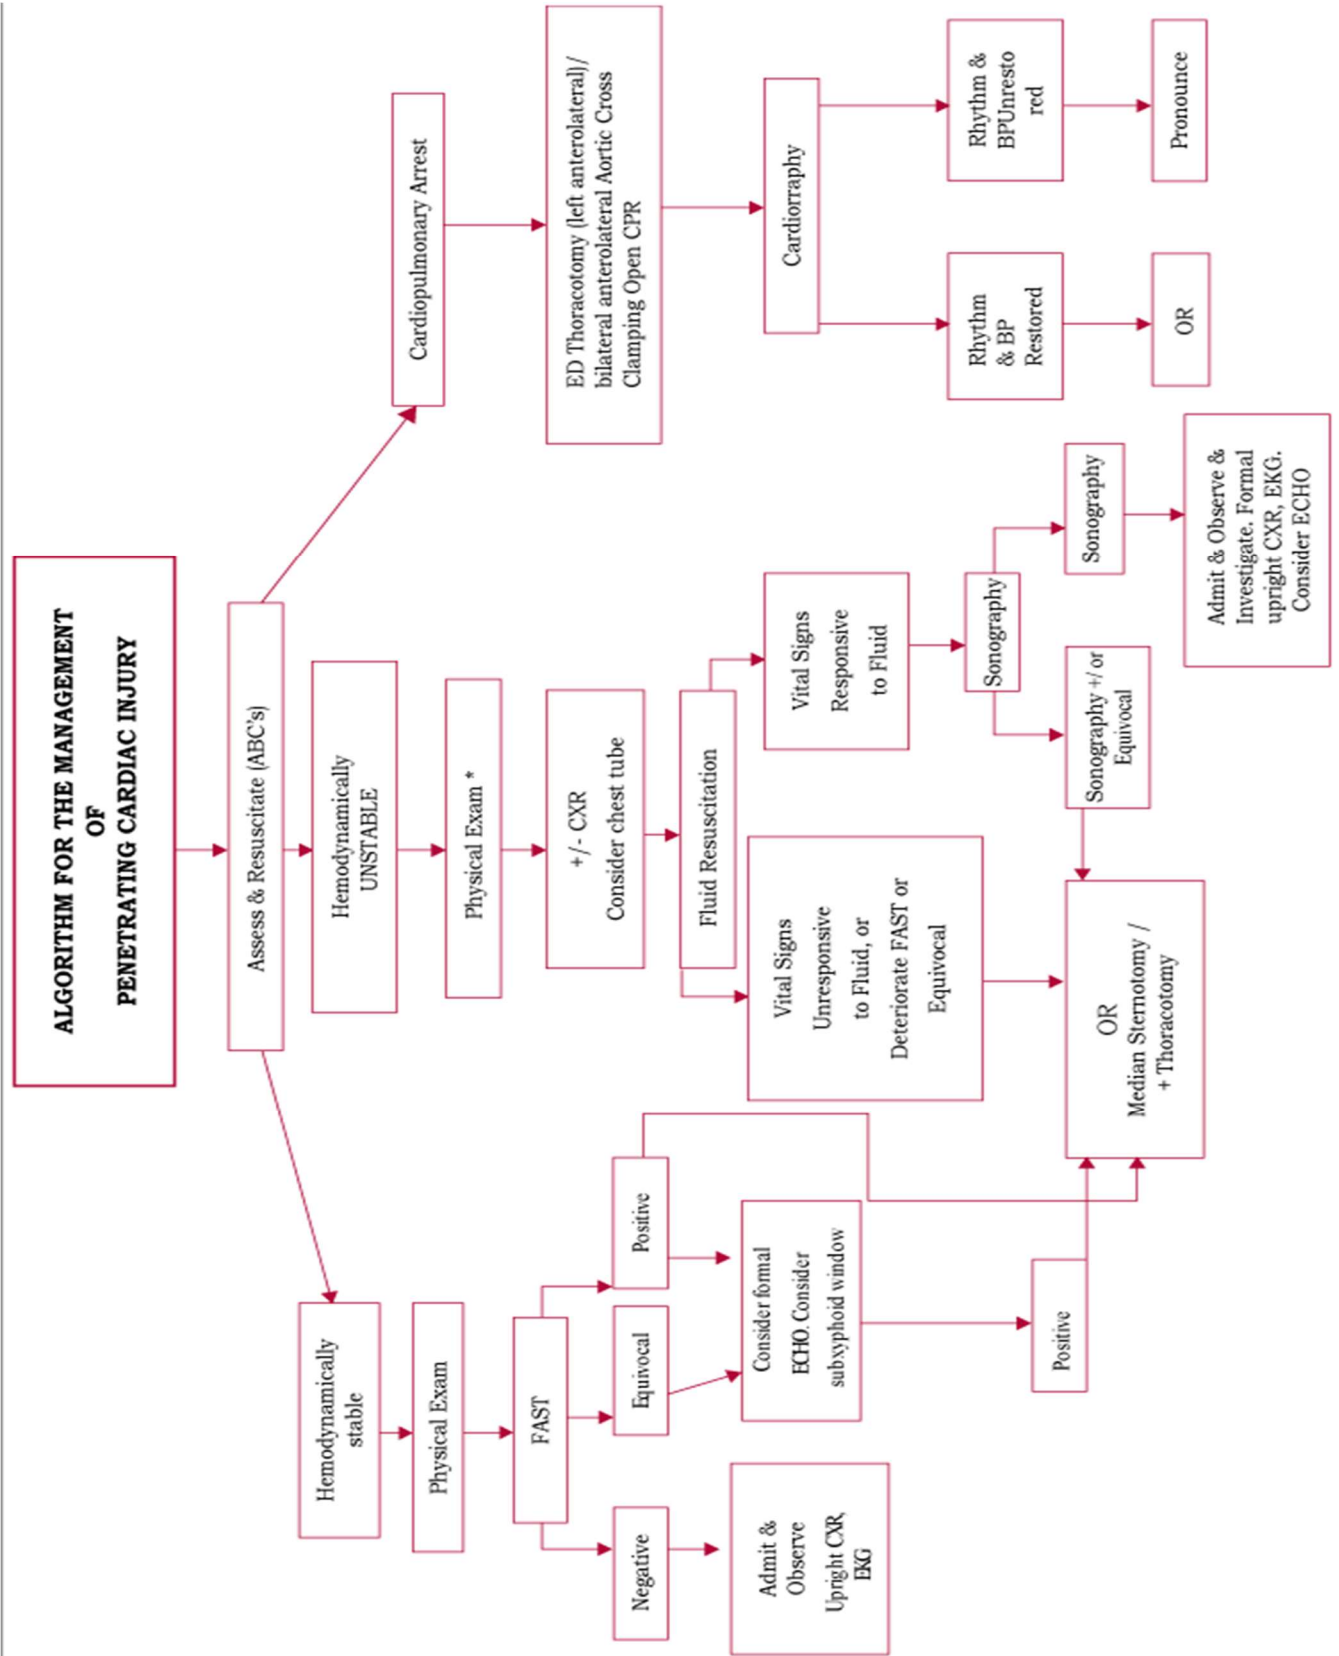 ALGORITHM FOR THE MANAGEMENT
OF
PENETRATING CARDIAC INJURY
Assess & Resuscitate (ABC's)
Hemodynamically
stable
Physical Exam
FAST
Negative
Equivocal
Positive
Admit &
Observe
Upright CXR,
EKG
Consider formal
ECHO. Consider
subxyphoid window
Positive
Hemodynamically
UNSTABLE
Physical Exam *
+/- CXR
Consider chest tube
Fluid Resuscitation
Vital Signs
Unresponsive
to Fluid, or
Deteriorate FAST or
Equivocal
Vital Signs
Responsive
to Fluid
Sonography
Sonography +/or
Equivocal
Sonography
OR
Median Sternotomy /
+ Thoracotomy
Admit & Observe &
Investigate. Formal
upright CXR, EKG.
Consider ECHO
Cardiopulmonary Arrest
ED Thoracotomy (left anterolateral)/
bilateral anterolateral Aortic Cross
Clamping Open CPR
Cardiorraphy
Rhythm
& BP
Restored
Rhythm &
BPUnresto
red
OR
Pronounce